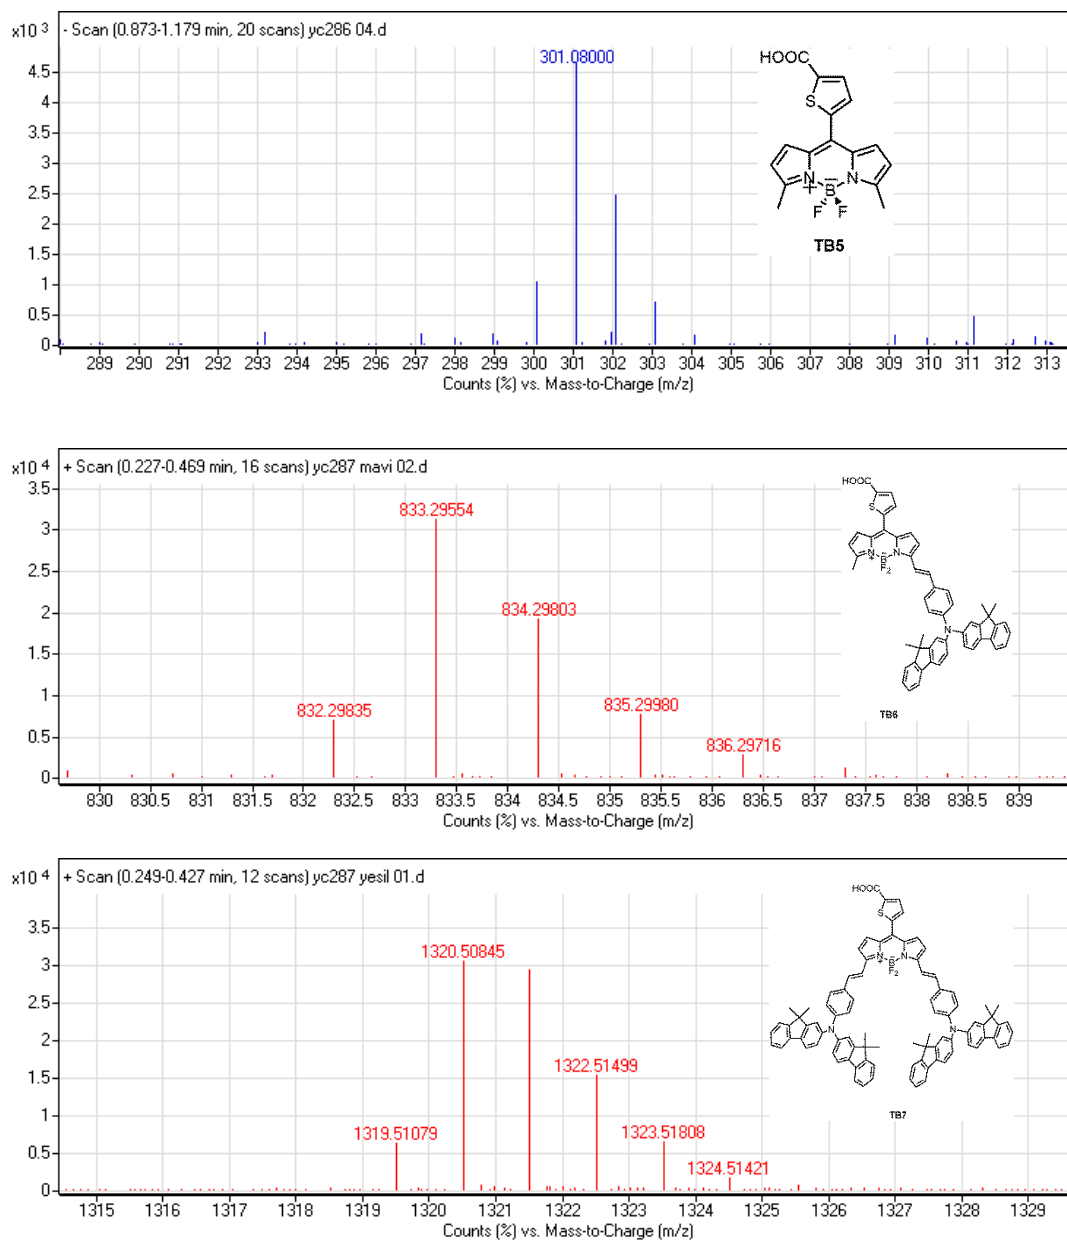 x10 3
- Scan (0.873-1.179 min, 20 scans) yc286 04.d
301.08000
4.5
4
3.5
3
2.5
2
1.5
1
0.5
0
HOOC
S
N
N
+
B
–
F
F
TB5
289 290 291 292 293 294 295 296 297 298 299 300 301 302 303 304 305 306 307 308 309 310 311 312 313
Counts (%) vs. Mass-to-Charge (m/z)
x10 4
+ Scan (0.227-0.469 min, 16 scans) yc287 mavi 02.d
3.5
3
2.5
2
1.5
1
0.5
0
833.29554
834.29803
832.29835
835.29980
836.29716
HOOC
S
N
N
+
B
–
F2
N
TB6
830 830.5 831 831.5 832 832.5 833 833.5 834 834.5 835 835.5 836 836.5 837 837.5 838 838.5 839
Counts (%) vs. Mass-to-Charge (m/z)
x10 4
+ Scan (0.249-0.427 min, 12 scans) yc287 yesil 01.d
3.5
3
2.5
2
1.5
1
0.5
0
1320.50845
1322.51499
1319.51079
1323.51808
1324.51421
HOOC
S
N
N
+
B
–
F2
N
N
TB7
1315 1316 1317 1318 1319 1320 1321 1322 1323 1324 1325 1326 1327 1328 1329
Counts (%) vs. Mass-to-Charge (m/z)